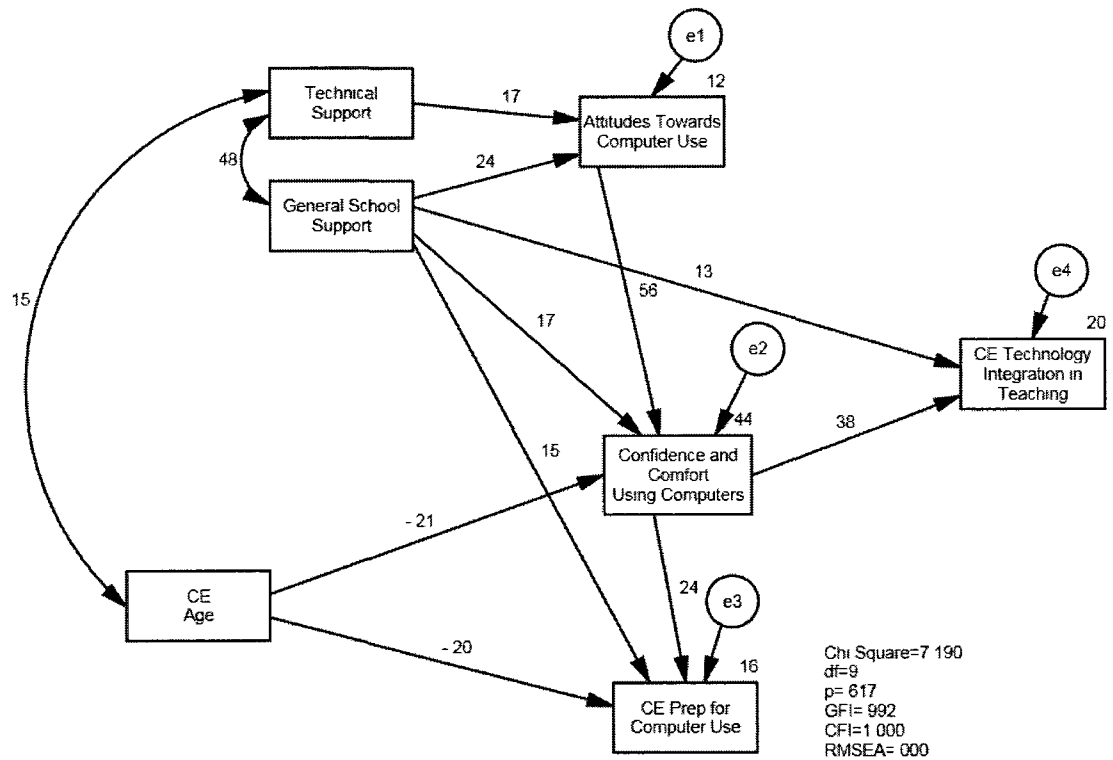 e1
12
Technical
Support
17
Attitudes Towards
Computer Use
48
24
General School
Support
15
13
e4
56
20
17
e2
CE Technology
Integration in
Teaching
44
38
15
Confidence and
Comfort
Using Computers
- 21
CE
Age
24
e3
- 20
16
CE Prep for
Computer Use
Chi Square=7 190
df=9
p= 617
GFI= 992
CFI=1 000
RMSEA= 000